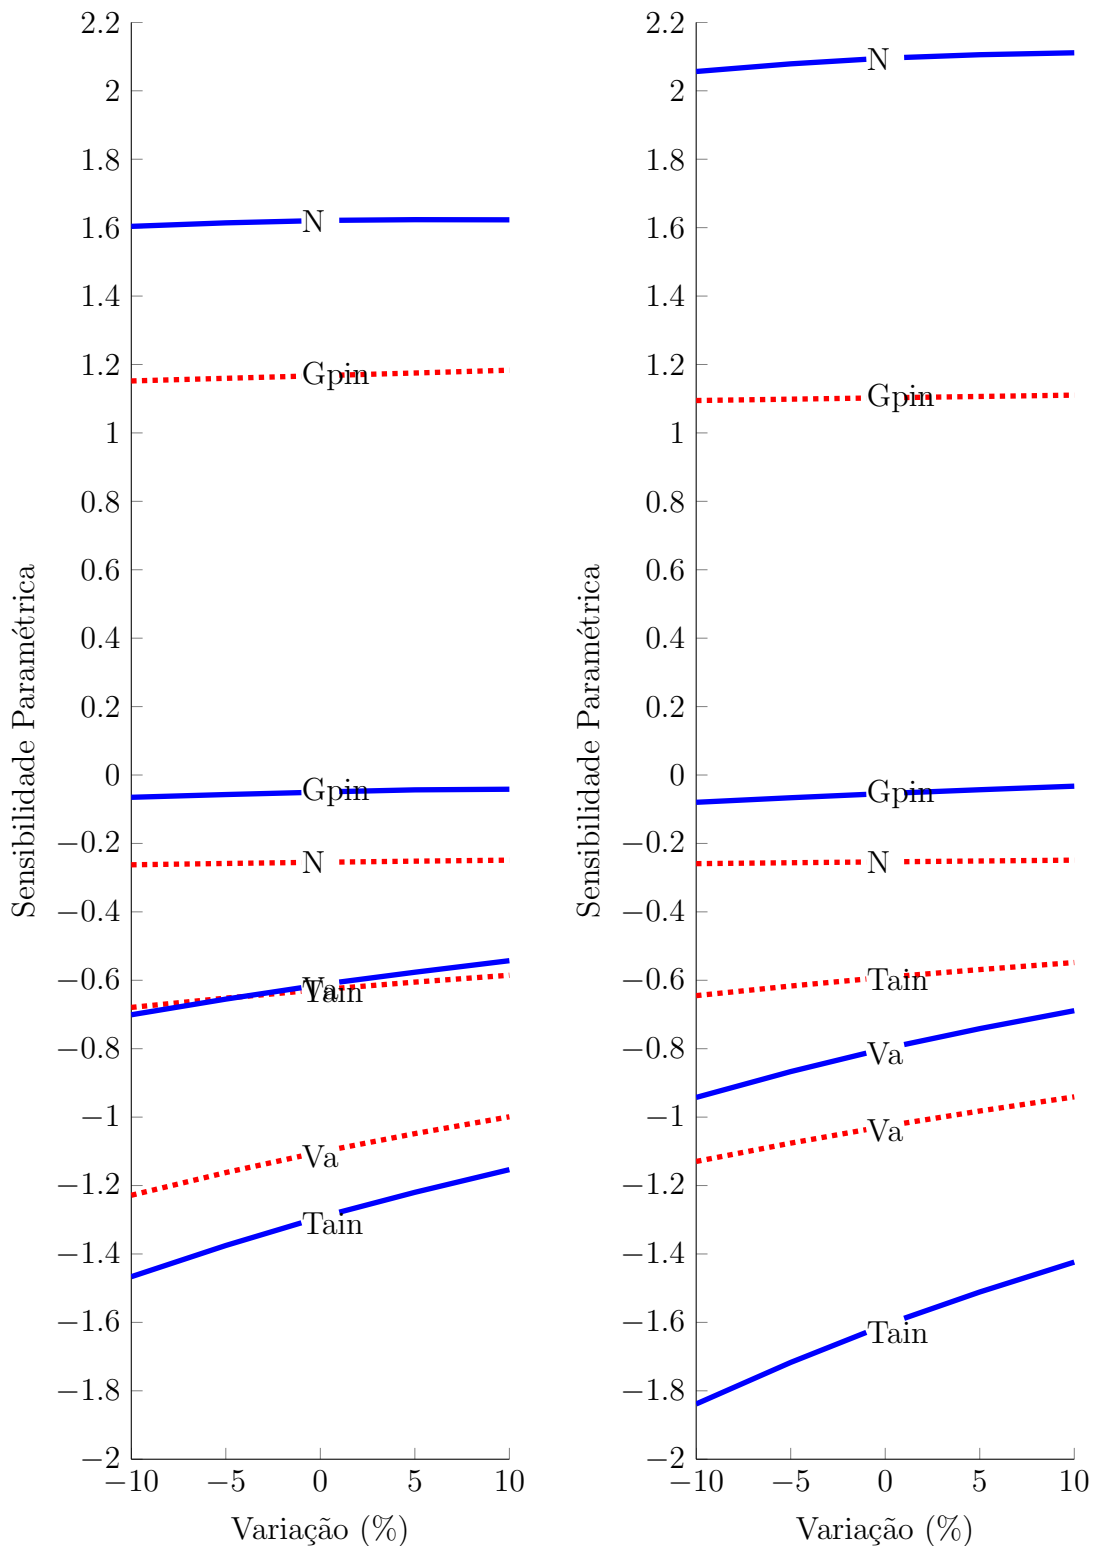 2.2
2
1.8
1.6
1.4
1.2
1
0.8
0.6
0.4
0.2
0
−0.2
−0.4
−0.6
−0.8
−1
−1.2
−1.4
−1.6
−1.8
−2
−10 −5 0 5 10
Variação (%)
Sensibilidade Paramétrica
N
Gpin
Gpin
N
Va
Tain
Va
Tain
2.2
2
1.8
1.6
1.4
1.2
1
0.8
0.6
0.4
0.2
0
−0.2
−0.4
−0.6
−0.8
−1
−1.2
−1.4
−1.6
−1.8
−2
−10 −5 0 5 10
Variação (%)
Sensibilidade Paramétrica
N
Gpin
Gpin
N
Tain
Va
Va
Tain